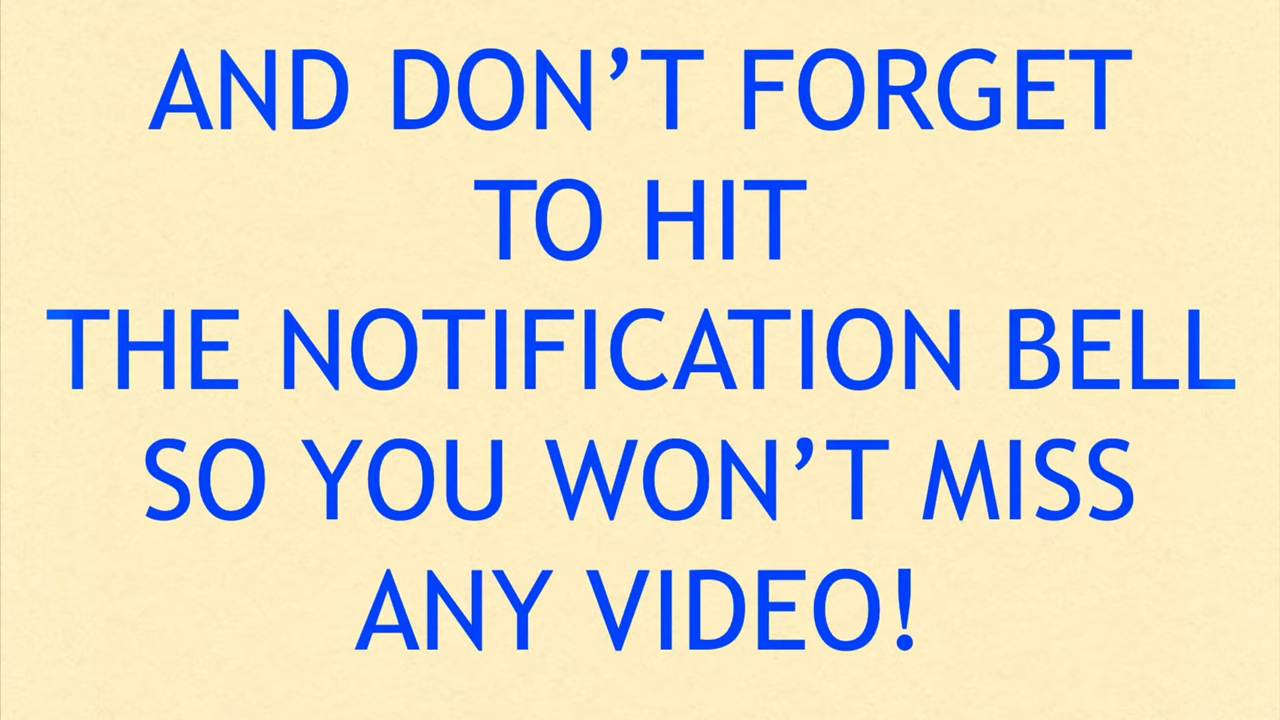 AND DON’T FORGET
TO HIT
THE NOTIFICATION BELL
SO YOU WON’T MISS
ANY VIDEO!